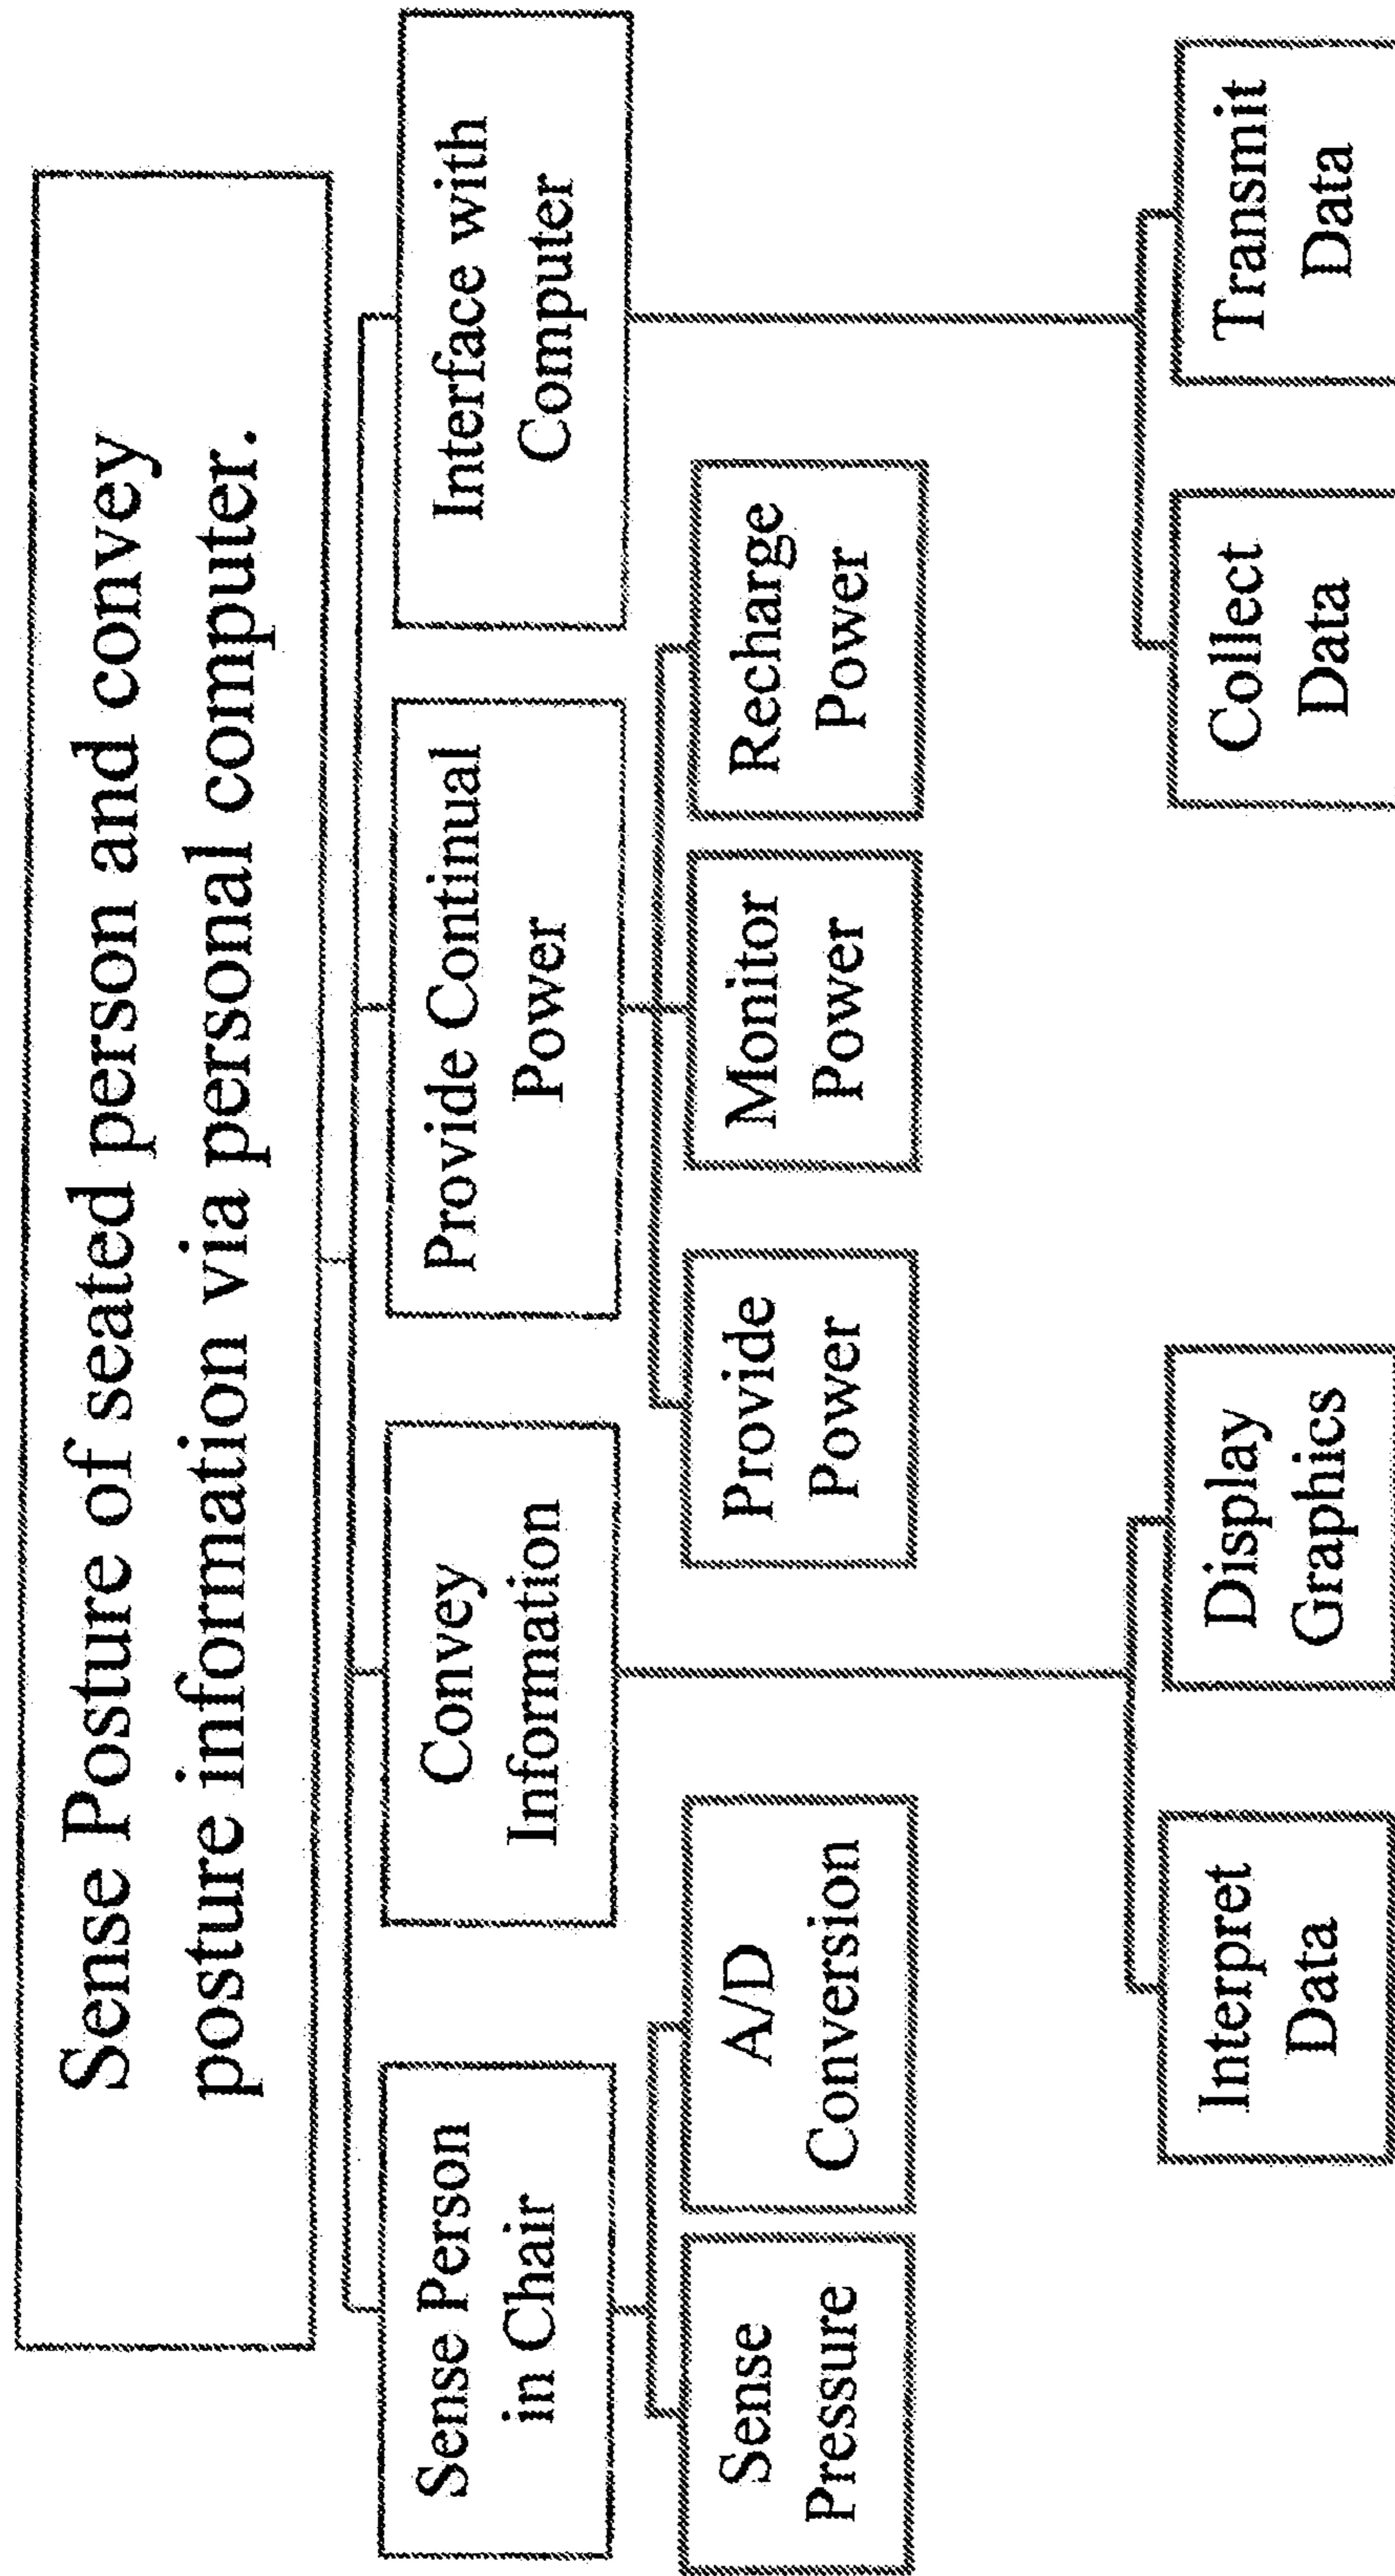 Sense Posture of seated person and convey
posture information via personal computer.
Sense Person
in Chair
Convey
Information
Provide Continual
Power
Interface with
Computer
Sense
Pressure
A/D
Conversion
Provide
Power
Monitor
Power
Recharge
Power
Interpret
Data
Display
Graphics
Collect
Data
Transmit
Data